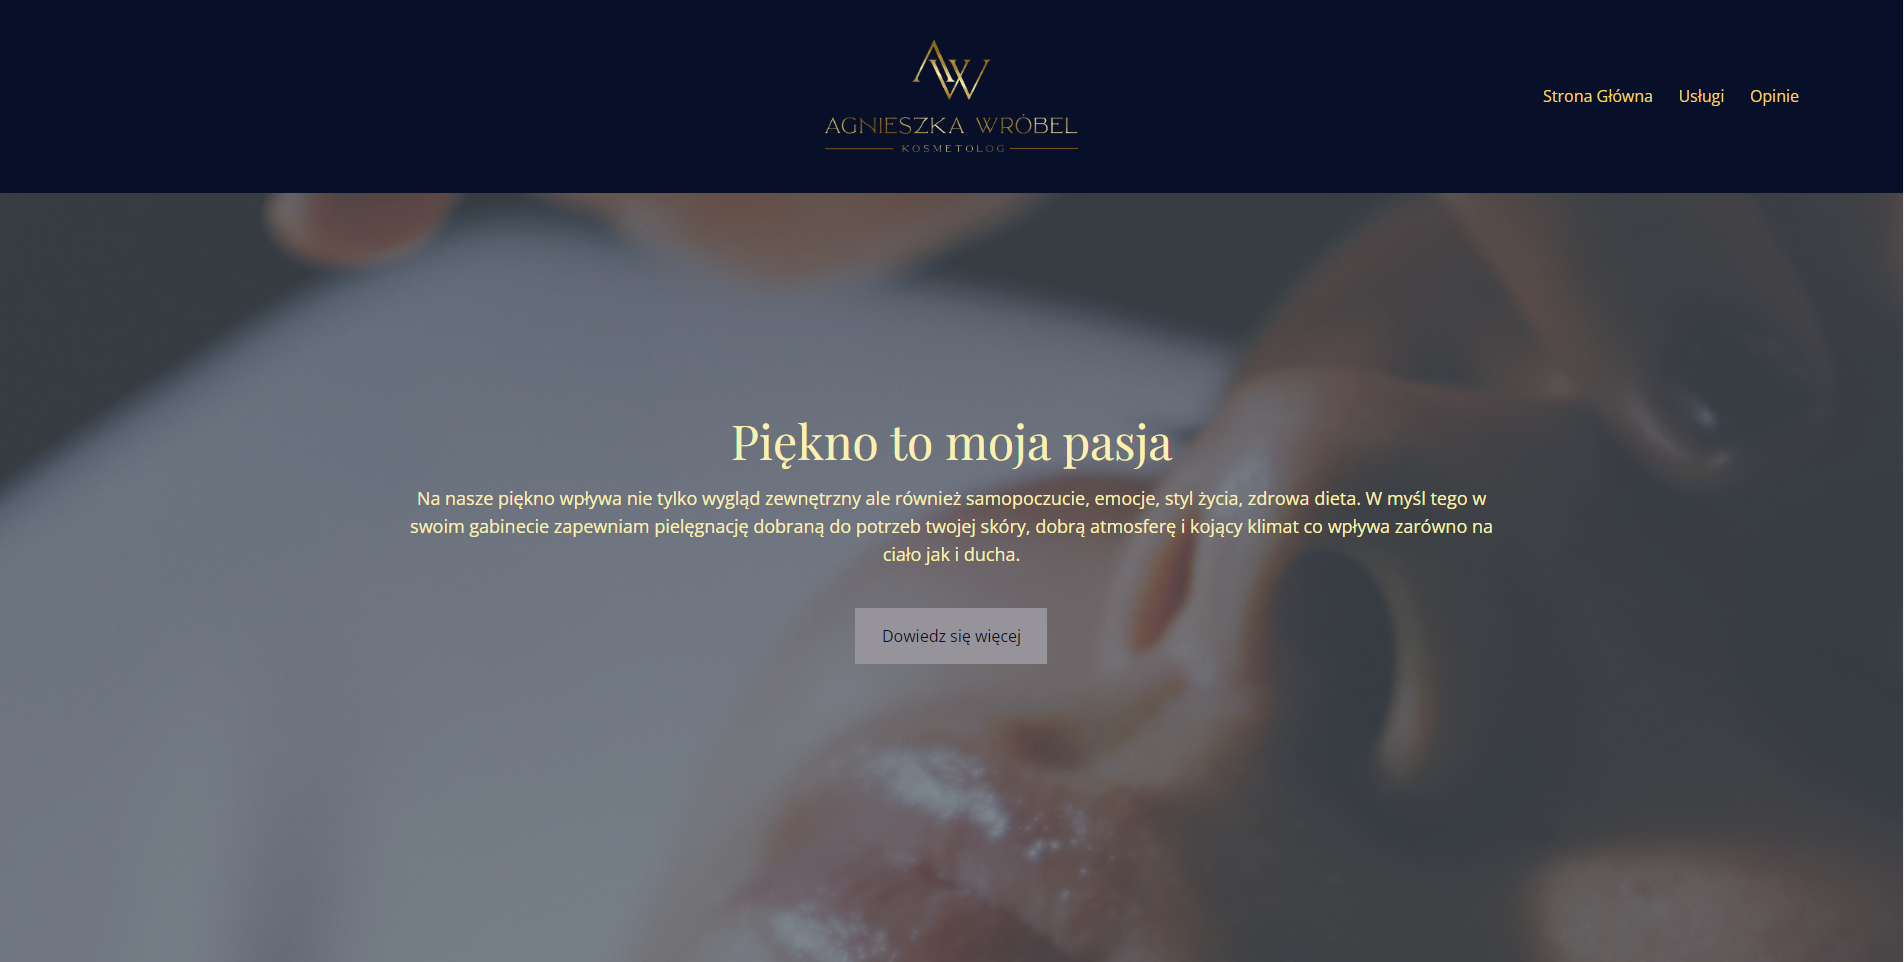 AW
AGNIESZKA WRÓBEL
KOSMETOLOG
Strona Główna Usługi Opinie
Piękno to moja pasja
Na nasze piękno wpływa nie tylko wygląd zewnętrzny ale również samopoczucie, emocje, styl życia, zdrowa dieta. W myśl tego w
swoim gabinecie zapewniam pielęgnację dobraną do potrzeb twojej skóry, dobrą atmosferę i kojący klimat co wpływa zarówno na
ciało jak i ducha.
Dowiedz się więcej